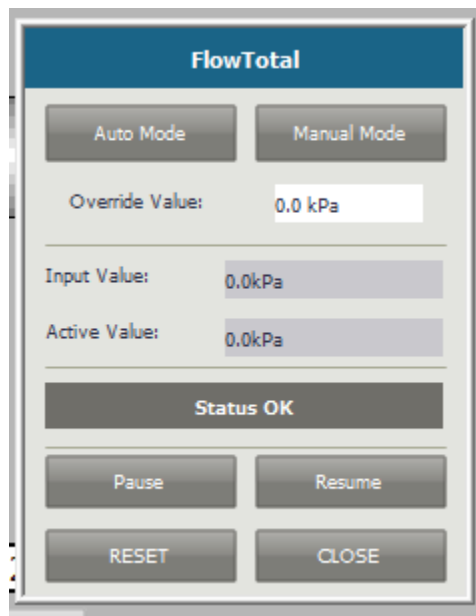 FlowTotal
Auto Mode Manual Mode
Override Value: 0.0 kPa
Input Value: 0.0kPa
Active Value: 0.0kPa
Status OK
Pause Resume
RESET CLOSE